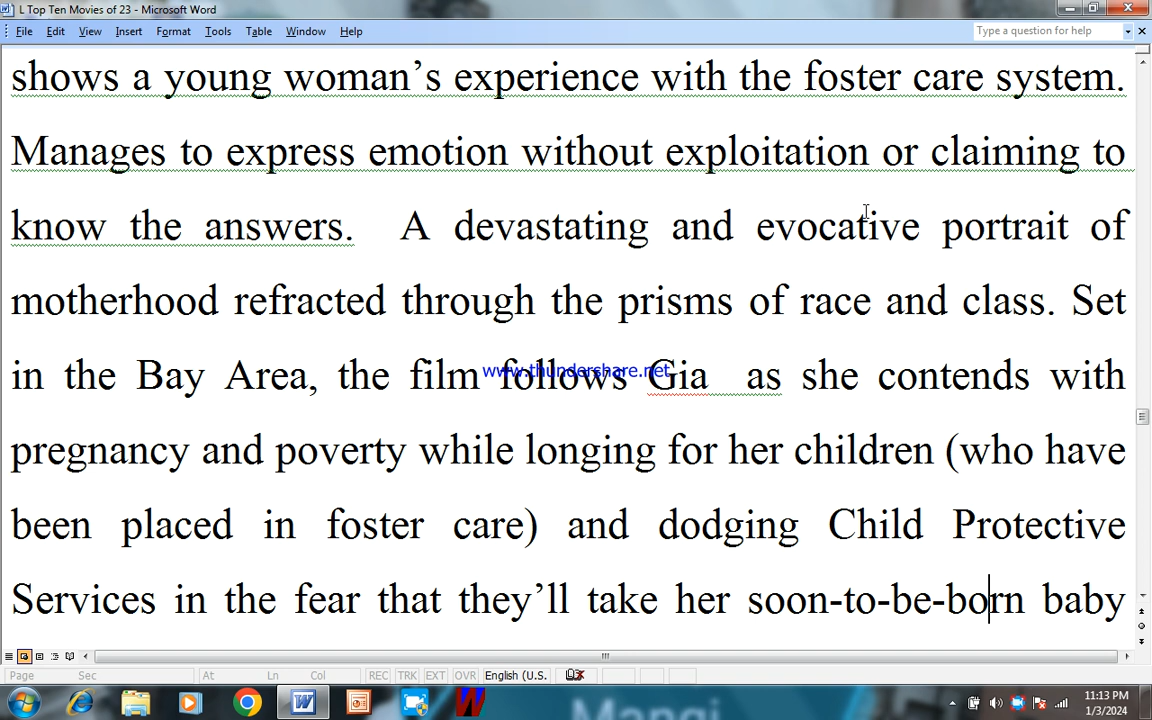 L Top Ten Movies of 23 - Microsoft Word
File Edit View Insert Format Tools Table Window Help Type a question for help
shows a young woman’s experience with the foster care system.
Manages to express emotion without exploitation or claiming to
know the answers. A devastating and evocative portrait of
motherhood refracted through the prisms of race and class. Set
in the Bay Area, the film follows Gia as she contends with
www.thundershare.net
pregnancy and poverty while longing for her children (who have
been placed in foster care) and dodging Child Protective
Services in the fear that they’ll take her soon-to-be-born baby
Page Sec At Ln Col REC TRK EXT OVR English (U.S.
Mangi
11:13 PM
1/3/2024